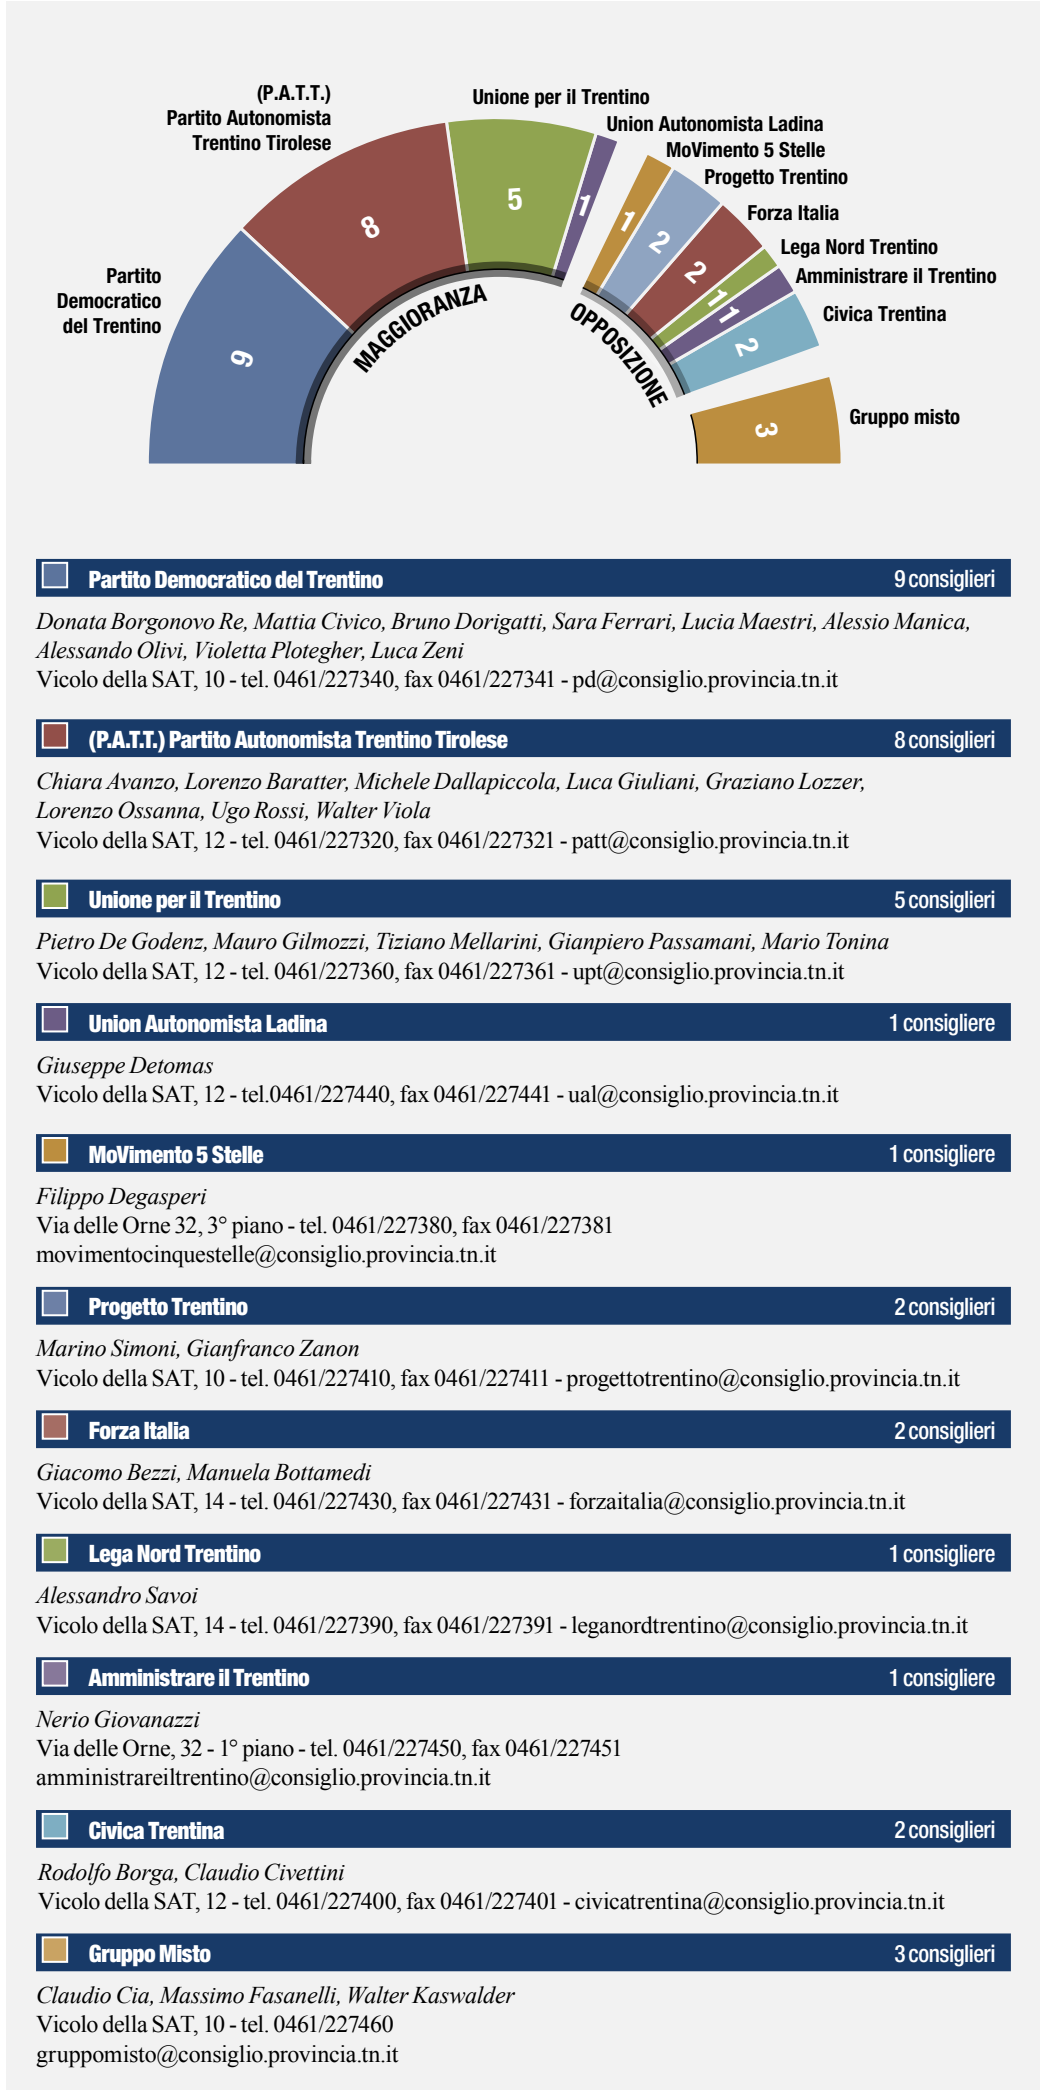 (P.A.T.T.)
Partito Autonomista
Trentino Tirolese
Unione per il Trentino
Union Autonomista Ladina
MoVimento 5 Stelle
Progetto Trentino
Forza Italia
Lega Nord Trentino
Amministrare il Trentino
Civica Trentina
Gruppo misto
Partito
Democratico
del Trentino
9
8
5
1
1
2
2
1
1
2
3
MAGGIORANZA
OPPOSIZIONE
Partito Democratico del Trentino 9 consiglieri
Donata Borgonovo Re, Mattia Civico, Bruno Dorigatti, Sara Ferrari, Lucia Maestri, Alessio Manica,
Alessando Olivi, Violetta Plotegher, Luca Zeni
Vicolo della SAT, 10 - tel. 0461/227340, fax 0461/227341 - pd@consiglio.provincia.tn.it
(P.A.T.T.) Partito Autonomista Trentino Tirolese 8 consiglieri
Chiara Avanzo, Lorenzo Baratter, Michele Dallapiccola, Luca Giuliani, Graziano Lozzer,
Lorenzo Ossanna, Ugo Rossi, Walter Viola
Vicolo della SAT, 12 - tel. 0461/227320, fax 0461/227321 - patt@consiglio.provincia.tn.it
Unione per il Trentino 5 consiglieri
Pietro De Godenz, Mauro Gilmozzi, Tiziano Mellarini, Gianpiero Passamani, Mario Tonina
Vicolo della SAT, 12 - tel. 0461/227360, fax 0461/227361 - upt@consiglio.provincia.tn.it
Union Autonomista Ladina 1 consigliere
Giuseppe Detomas
Vicolo della SAT, 12 - tel.0461/227440, fax 0461/227441 - ual@consiglio.provincia.tn.it
MoVimento 5 Stelle 1 consigliere
Filippo Degasperi
Via delle Orne 32, 3° piano - tel. 0461/227380, fax 0461/227381
movimentocinquestelle@consiglio.provincia.tn.it
Progetto Trentino 2 consiglieri
Marino Simoni, Gianfranco Zanon
Vicolo della SAT, 10 - tel. 0461/227410, fax 0461/227411 - progettotrentino@consiglio.provincia.tn.it
Forza Italia 2 consiglieri
Giacomo Bezzi, Manuela Bottamedi
Vicolo della SAT, 14 - tel. 0461/227430, fax 0461/227431 - forzaitalia@consiglio.provincia.tn.it
Lega Nord Trentino 1 consigliere
Alessandro Savoi
Vicolo della SAT, 14 - tel. 0461/227390, fax 0461/227391 - leganordtrentino@consiglio.provincia.tn.it
Amministrare il Trentino 1 consigliere
Nerio Giovanazzi
Via delle Orne, 32 - 1° piano - tel. 0461/227450, fax 0461/227451
amministrareiltrentino@consiglio.provincia.tn.it
Civica Trentina 2 consiglieri
Rodolfo Borga, Claudio Civettini
Vicolo della SAT, 12 - tel. 0461/227400, fax 0461/227401 - civicatrentina@consiglio.provincia.tn.it
Gruppo Misto 3 consiglieri
Claudio Cia, Massimo Fasanelli, Walter Kaswalder
Vicolo della SAT, 10 - tel. 0461/227460
gruppomisto@consiglio.provincia.tn.it